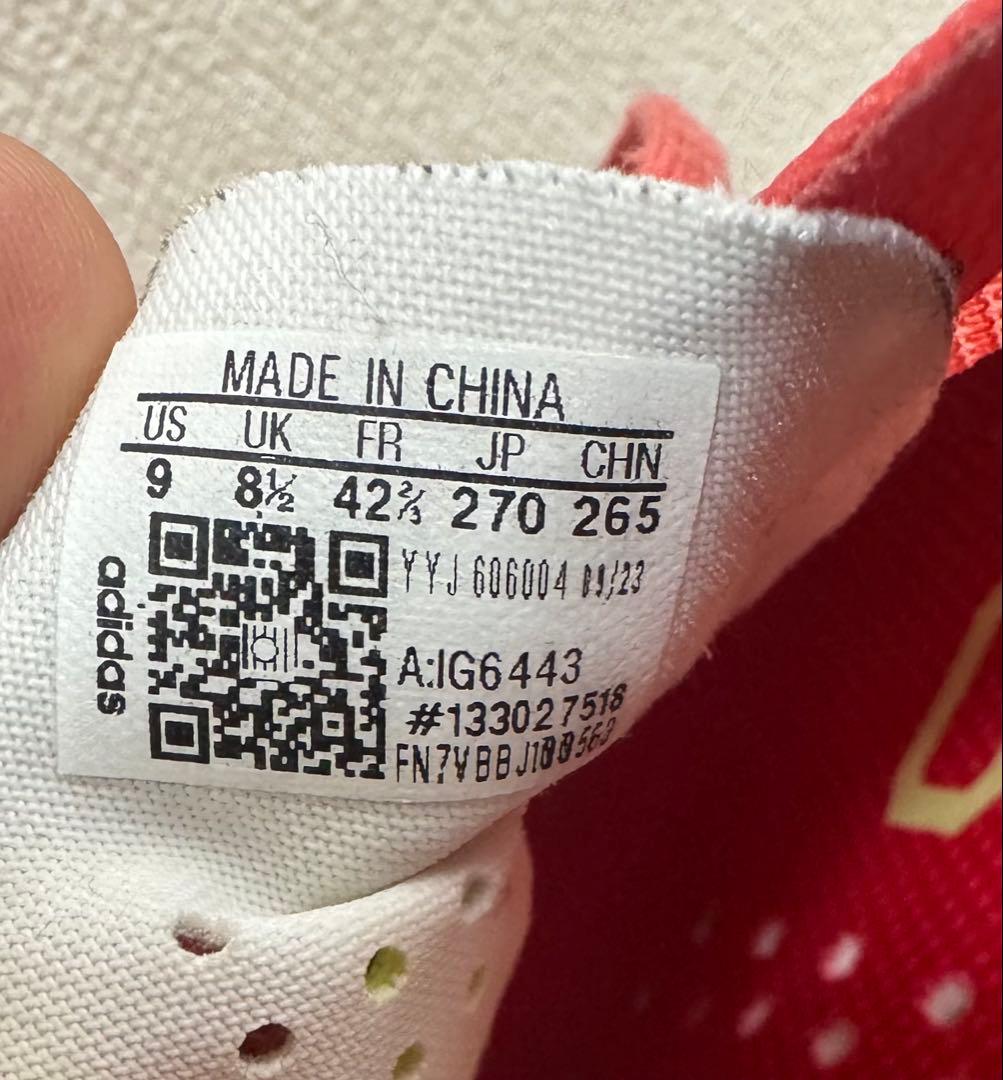 MADE IN CHINA
US UK FR JP CHN
9 8½ 42⅔ 270 265
YYJ 606004 09/23
adidas
A:IG6443
#133027518